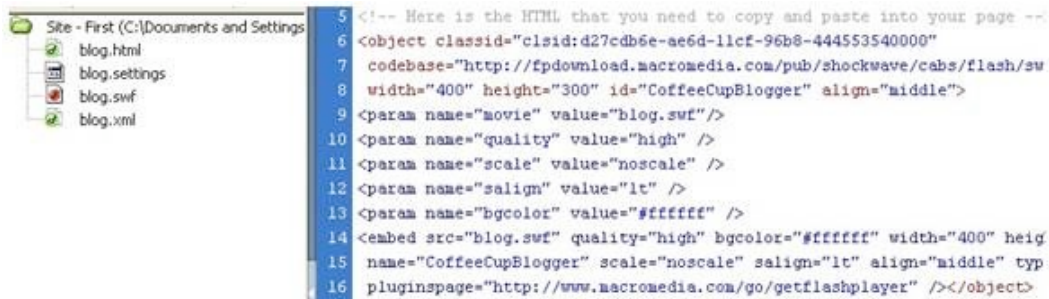 Site - First (C:\Documents and Settings
blog.html
blog.settings
blog.swf
blog.xml
5 <!-- Here is the HTML that you need to copy and paste into your page --
6 <object classid="clsid:d27cdb6e-ae6d-11cf-96b8-444553540000"
7 codebase="http://fpdownload.macromedia.com/pub/shockwave/cabs/flash/sw
8 width="400" height="300" id="CoffeeCupBlogger" align="middle">
9 <param name="movie" value="blog.swf"/>
10 <param name="quality" value="high" />
11 <param name="scale" value="noscale" />
12 <param name="salign" value="lt" />
13 <param name="bgcolor" value="#ffffff" />
14 <embed src="blog.swf" quality="high" bgcolor="#ffffff" width="400" heig
15 name="CoffeeCupBlogger" scale="noscale" salign="lt" align="middle" typ
16 pluginspage="http://www.macromedia.com/go/getflashplayer" /></object>